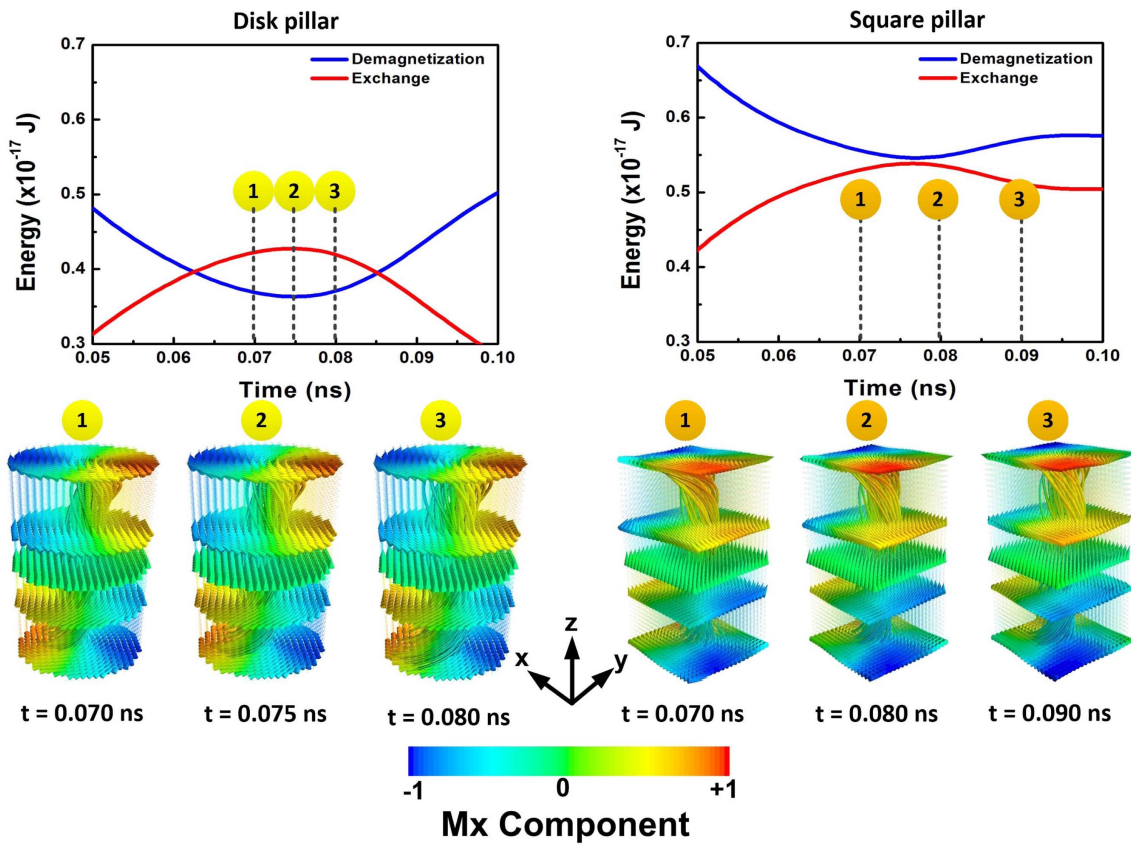 Disk pillar
Square pillar
0.7
0.6
0.5
0.4
0.3
Energy (x10⁻¹⁷ J)
Demagnetization
Exchange
1 2 3
0.05 0.06 0.07 0.08 0.09 0.10
Time (ns)
0.7
0.6
0.5
0.4
0.3
Energy (x10⁻¹⁷ J)
Demagnetization
Exchange
1 2 3
0.05 0.06 0.07 0.08 0.09 0.10
Time (ns)
1 2 3
1 2 3
z
x y
t = 0.070 ns t = 0.075 ns t = 0.080 ns
t = 0.070 ns t = 0.080 ns t = 0.090 ns
-1 0 +1
Mx Component